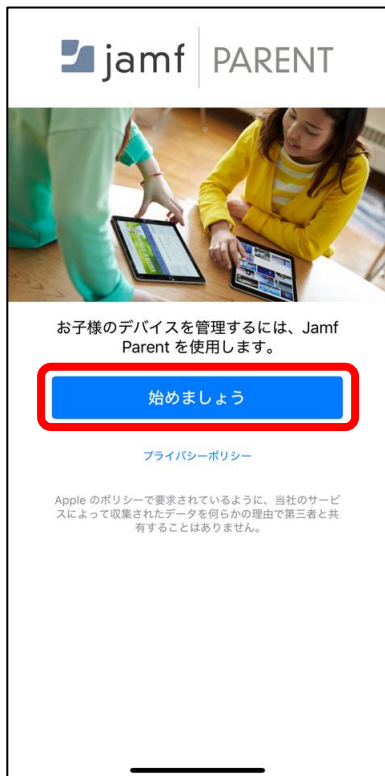 jamf PARENT
お子様のデバイスを管理するには、Jamf
Parent を使用します。
始めましょう
プライバシーポリシー
Apple のポリシーで要求されているように、当社のサービ
スによって収集されたデータを何らかの理由で第三者と共
有することはありません。